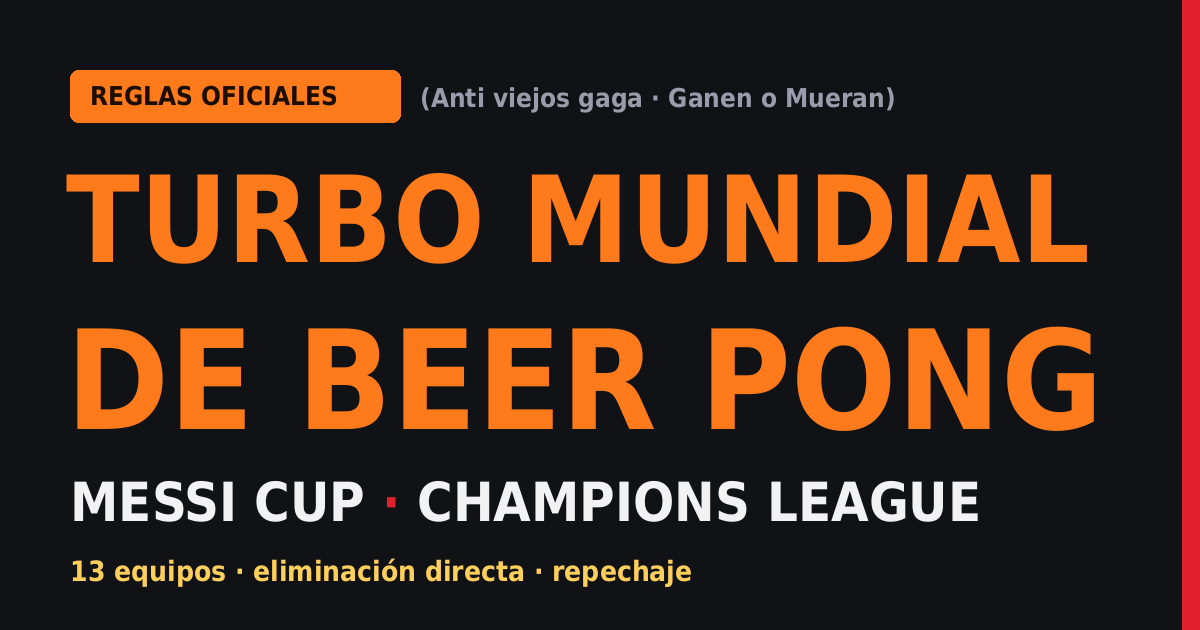 REGLAS OFICIALES (Anti viejos gaga · Ganen o Mueran)
TURBO MUNDIAL
DE BEER PONG
MESSI CUP · CHAMPIONS LEAGUE
13 equipos · eliminación directa · repechaje